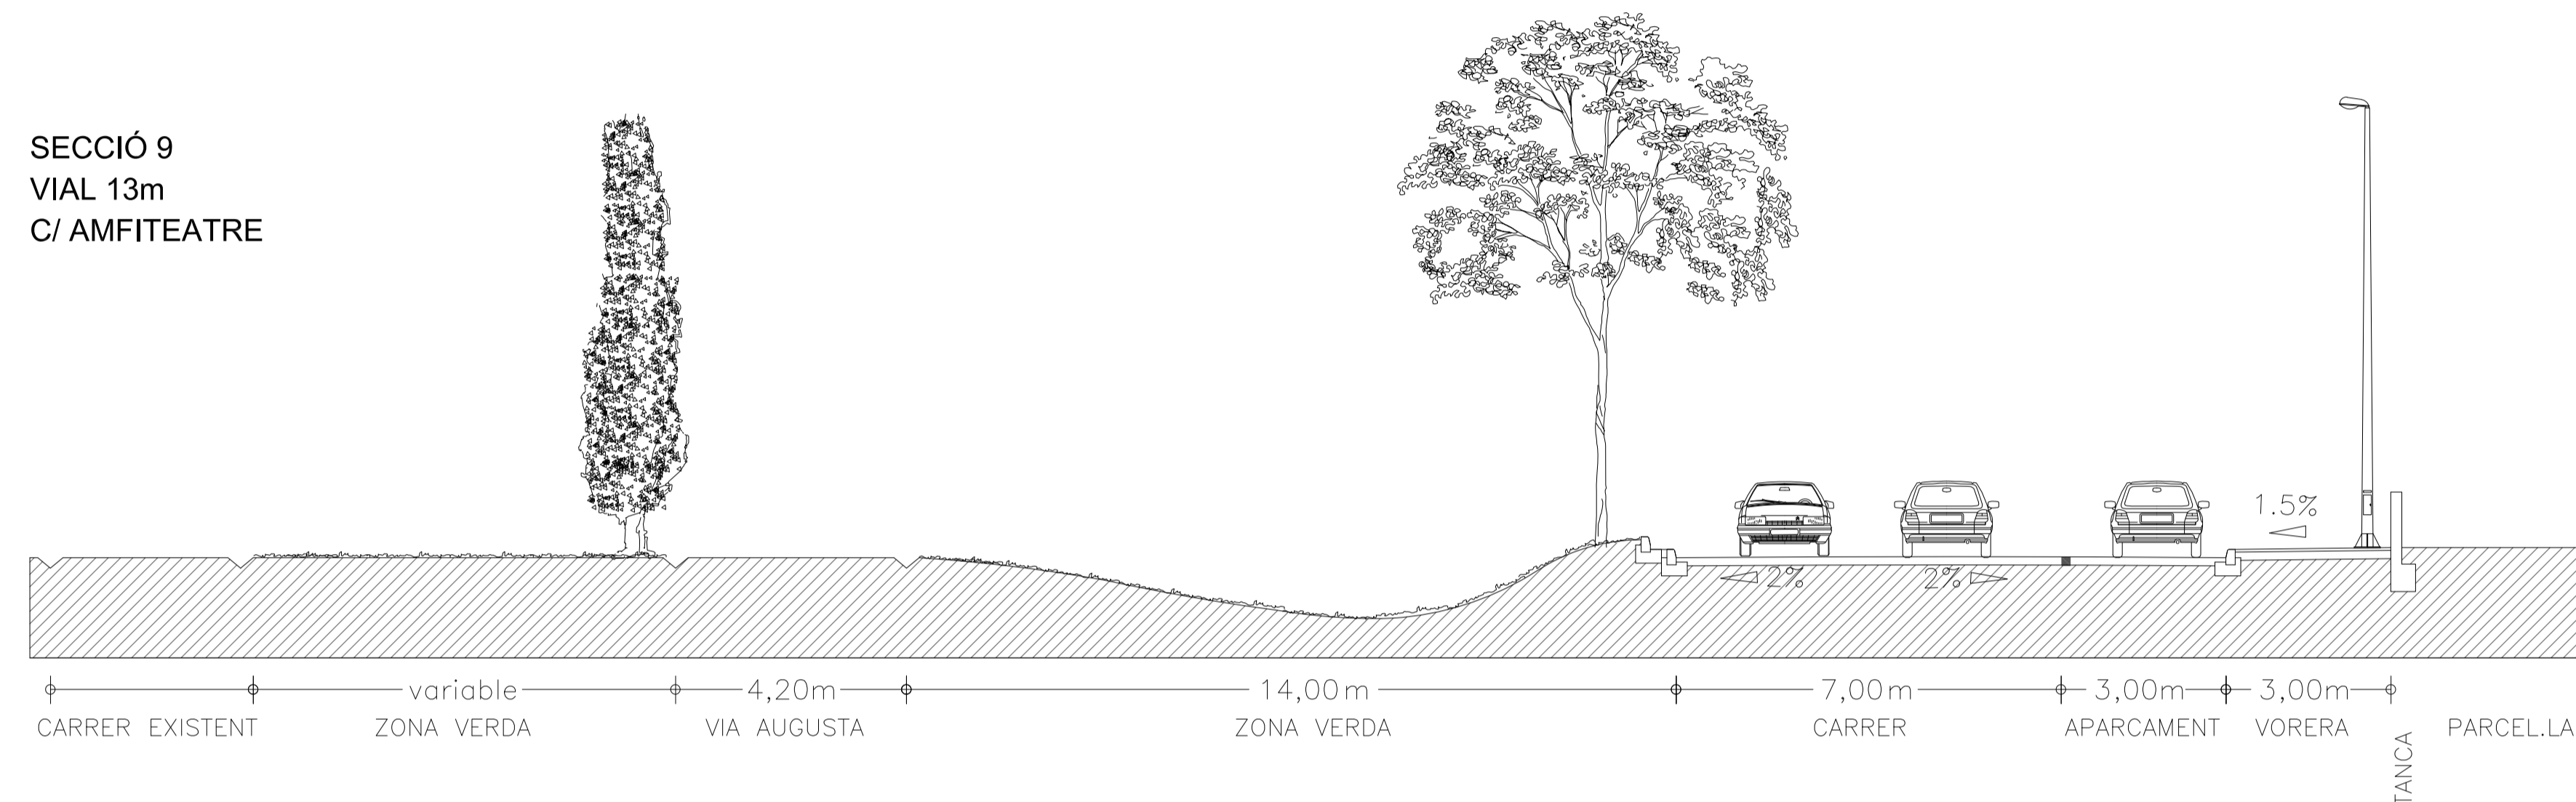 SECCIÓ 9
VIAL 13m
C/ AMFITEATRE
1.5%
2%
2%
variable
4,20m
14,00m
7,00m
3,00m
3,00m
CARRER EXISTENT
ZONA VERDA
VIA AUGUSTA
ZONA VERDA
CARRER
APARCAMENT
VORERA
PARCEL.LA
TANCA